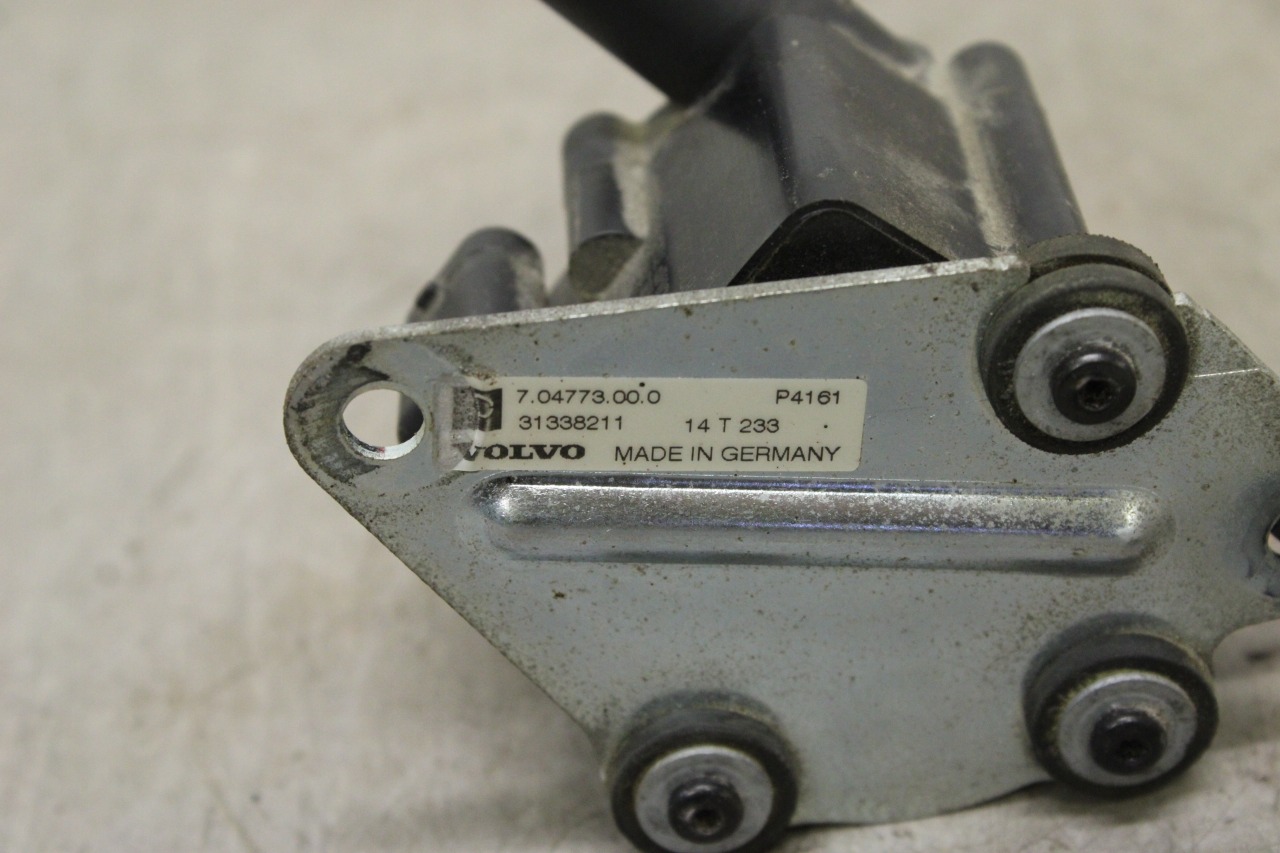 7.04773.00.0 P4161
31338211 14 T 233
VOLVO MADE IN GERMANY